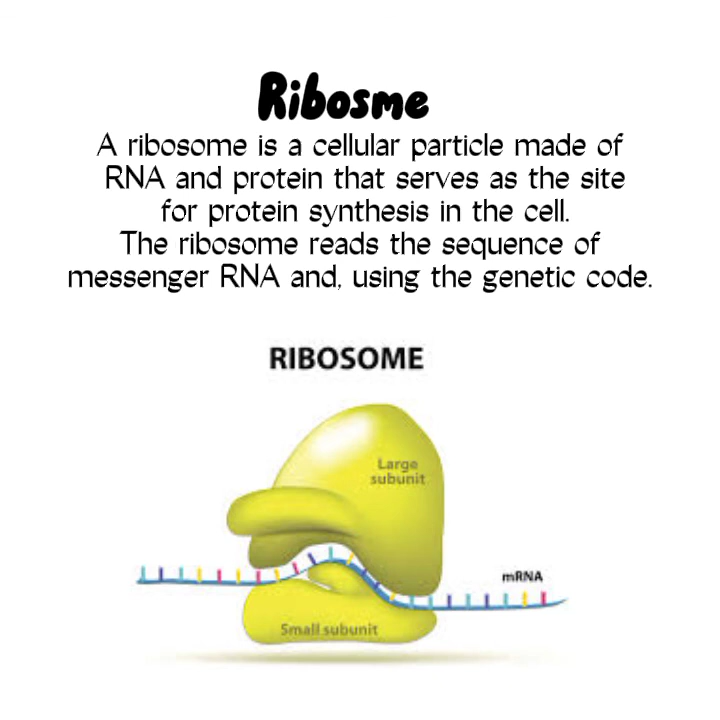 Ribosme
A ribosome is a cellular particle made of
RNA and protein that serves as the site
for protein synthesis in the cell.
The ribosome reads the sequence of
messenger RNA and, using the genetic code.
RIBOSOME
Large
subunit
mRNA
Small subunit